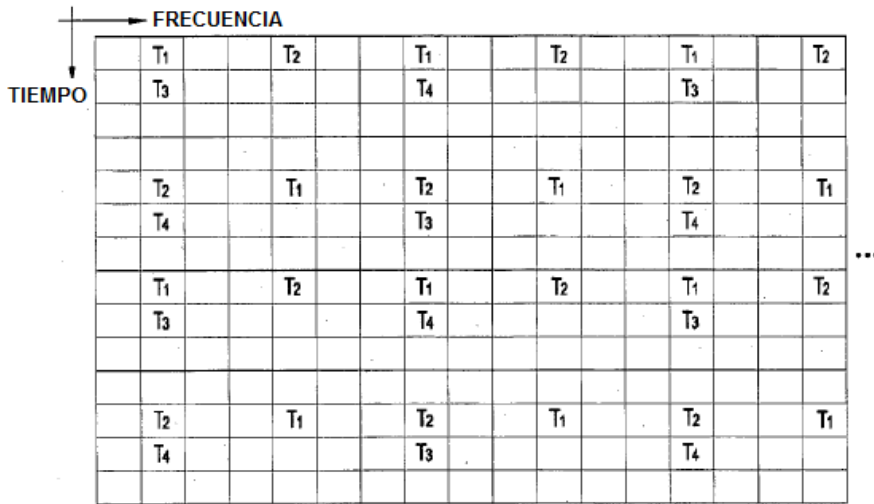 FRECUENCIA
T1 T2 T1 T2 T1 T2
TIEMPO T3 T4 T3
T2 T1 T2 T1 T2 T1
T4 T3 T4
...
T1 T2 T1 T2 T1 T2
T3 T4 T3
T2 T1 T2 T1 T2 T1
T4 T3 T4